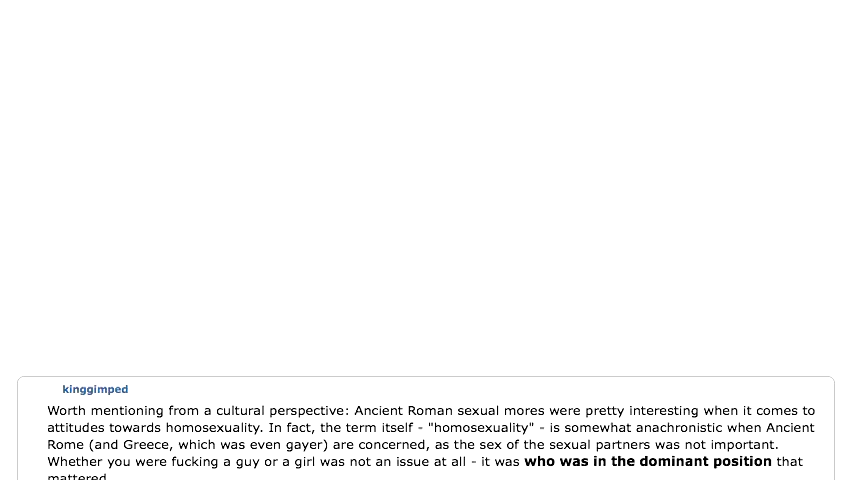 kinggimped
Worth mentioning from a cultural perspective: Ancient Roman sexual mores were pretty interesting when it comes to
attitudes towards homosexuality. In fact, the term itself - "homosexuality" - is somewhat anachronistic when Ancient
Rome (and Greece, which was even gayer) are concerned, as the sex of the sexual partners was not important.
Whether you were fucking a guy or a girl was not an issue at all - it was who was in the dominant position that
mattered